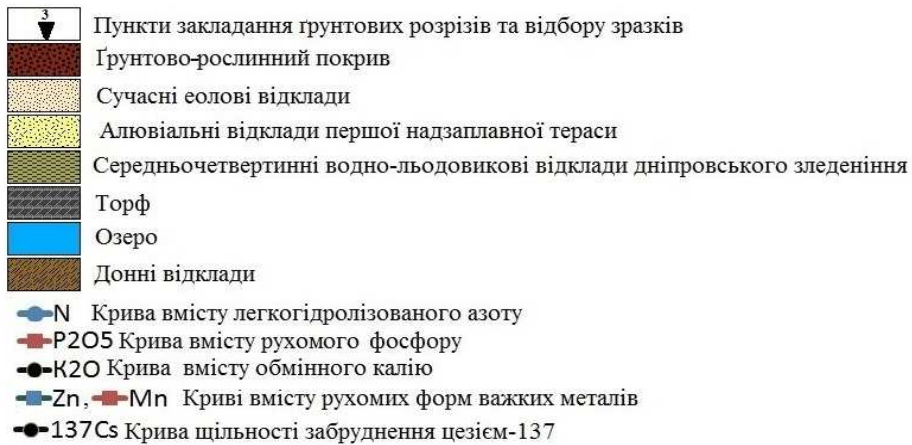 3 Пункти закладання ґрунтових розрізів та відбору зразків
Ґрунтово-рослинний покрив
Сучасні еолові відклади
Алювіальні відклади першої надзаплавної тераси
Середньочетвертинні водно-льодовикові відклади дніпровського зледеніння
Торф
Озеро
Донні відклади
N Крива вмісту легкогідролізованого азоту
P2O5 Крива вмісту рухомого фосфору
K2O Крива вмісту обмінного калію
Zn, Mn Криві вмісту рухомих форм важких металів
137Cs Крива щільності забруднення цезієм-137